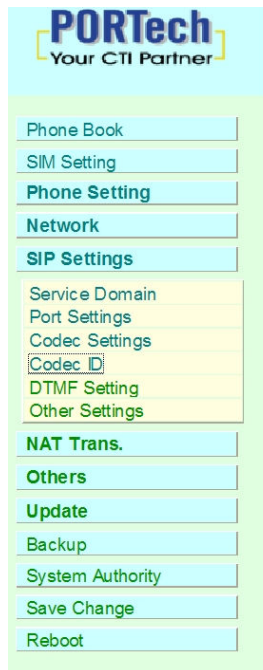 PORTech
Your CTI Partner
Phone Book
SIM Setting
Phone Setting
Network
SIP Settings
Service Domain
Port Settings
Codec Settings
Codec ID
DTMF Setting
Other Settings
NAT Trans.
Others
Update
Backup
System Authority
Save Change
Reboot